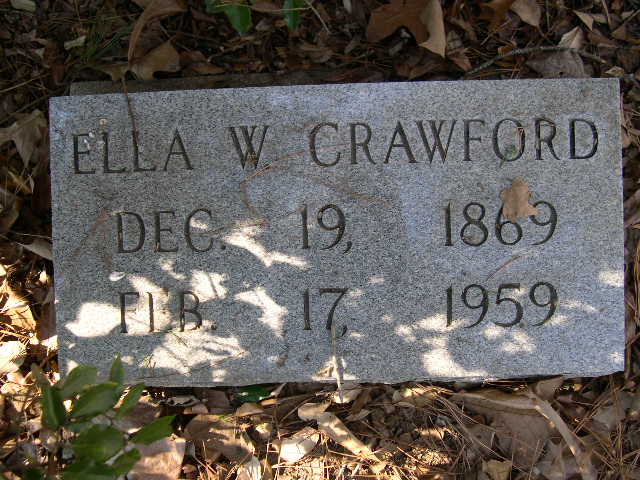 ELLA W CRAWFORD
DEC. 19, 1869
FEB. 17, 1959